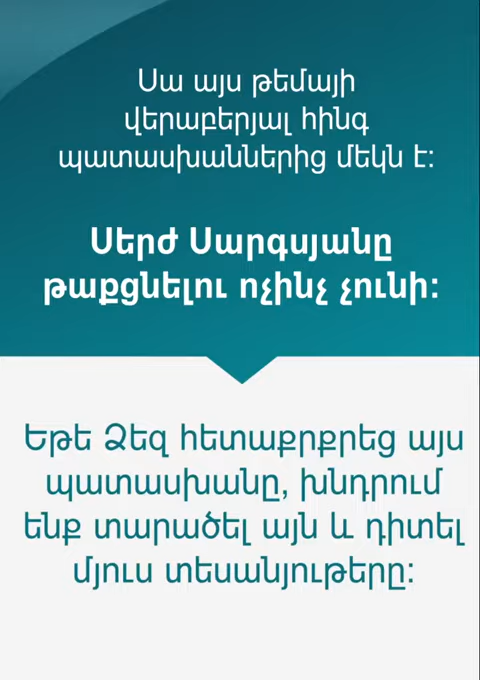 Սա այս թեմայի
վերաբերյալ հինգ
պատասխաններից մեկն է:
Սերժ Սարգսյանը
թաքցնելու ոչինչ չունի:
Եթե Ձեզ հետաքրքրեց այս
պատասխանը, խնդրում
ենք տարածել այն և դիտել
մյուս տեսանյութերը: